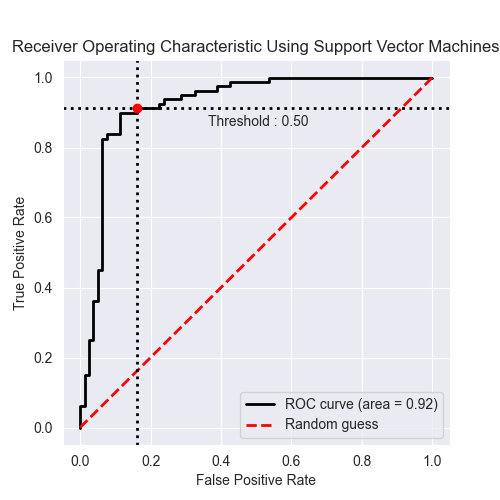 Receiver Operating Characteristic Using Support Vector Machines
1.0
0.8
0.6
0.4
0.2
0.0
True Positive Rate
Threshold : 0.50
ROC curve (area = 0.92)
Random guess
0.0 0.2 0.4 0.6 0.8 1.0
False Positive Rate